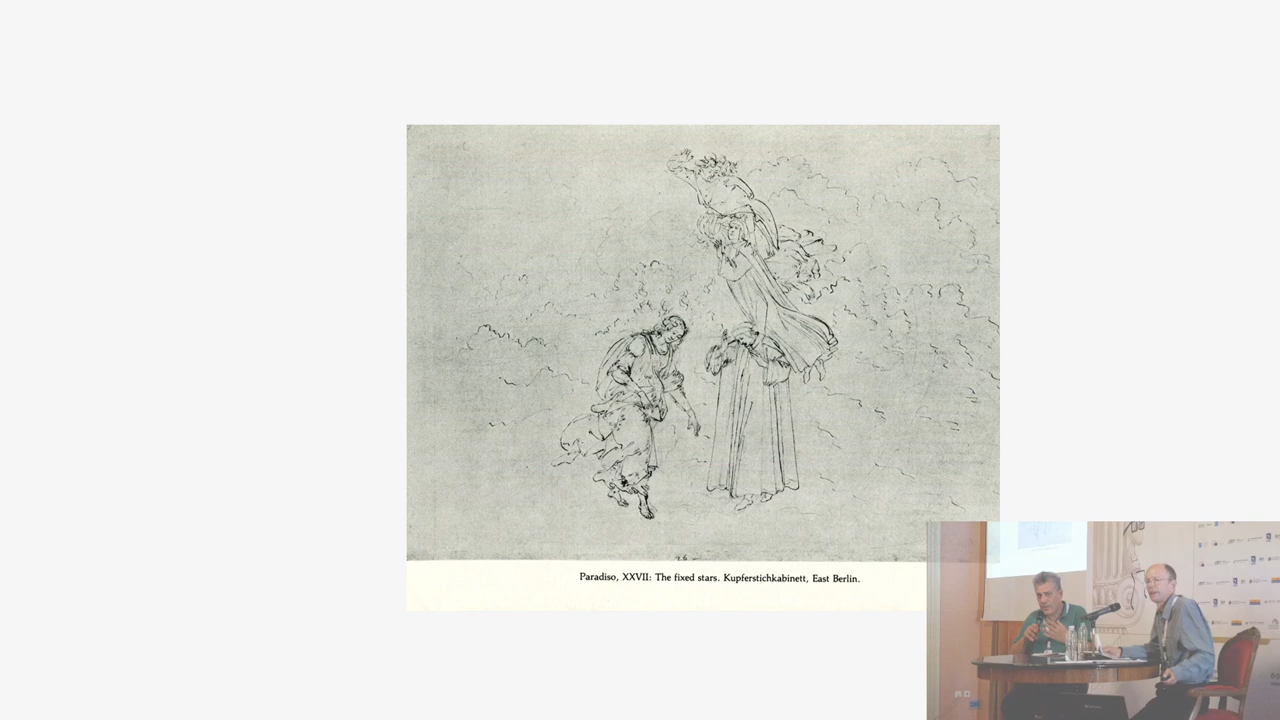 Paradiso, XXVII: The fixed stars. Kupferstichkabinett, East Berlin.